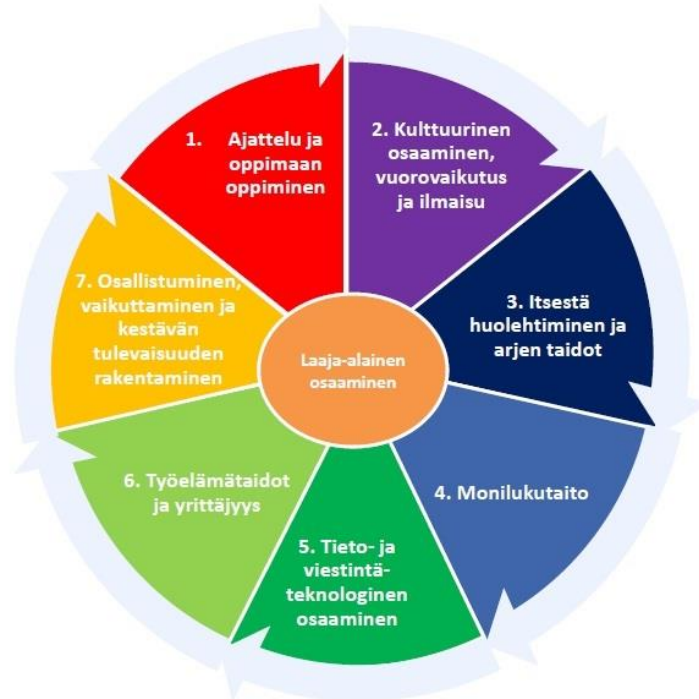 1. Ajattelu ja
oppimaan
oppiminen
2. Kulttuurinen
osaaminen,
vuorovaikutus
ja ilmaisu
3. Itsestä
huolehtiminen ja
arjen taidot
4. Monilukutaito
5. Tieto- ja
viestintä-
teknologinen
osaaminen
6. Työelämätaidot
ja yrittäjyys
7. Osallistuminen,
vaikuttaminen ja
kestävän
tulevaisuuden
rakentaminen
Laaja-alainen
osaaminen